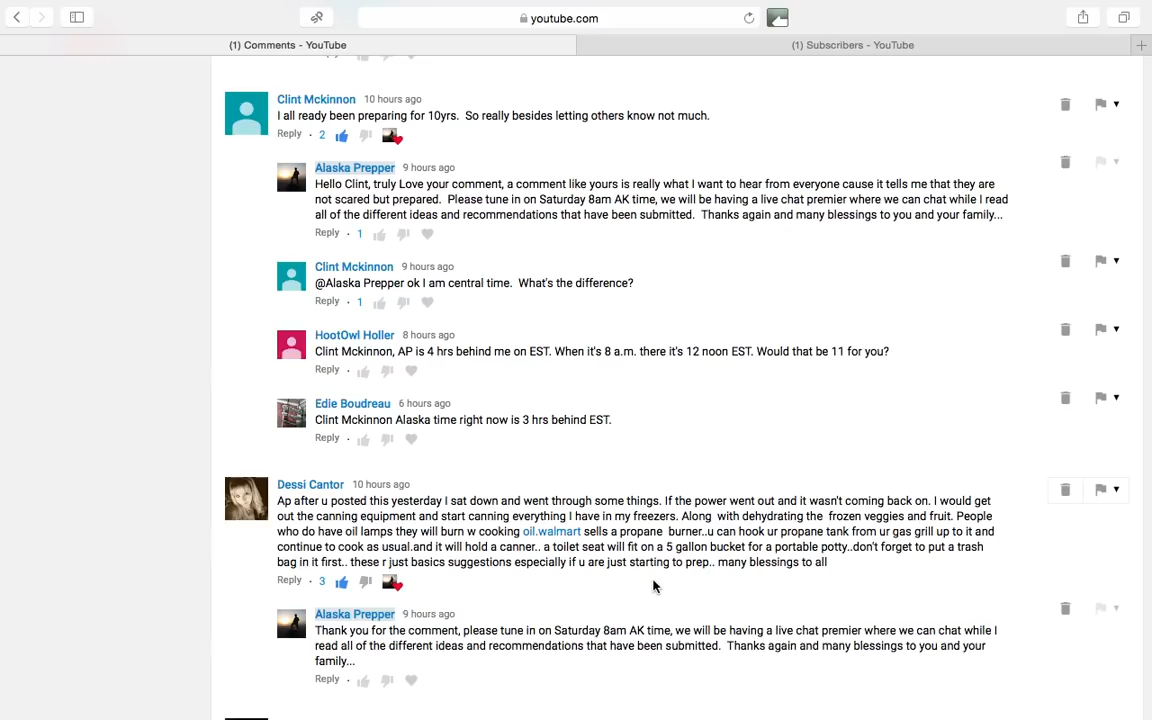 youtube.com
(1) Comments - YouTube
(1) Subscribers - YouTube
Clint Mckinnon 10 hours ago
I all ready been preparing for 10yrs. So really besides letting others know not much.
Reply · 2
Alaska Prepper 9 hours ago
Hello Clint, truly Love your comment, a comment like yours is really what I want to hear from everyone cause it tells me that they are
not scared but prepared. Please tune in on Saturday 8am AK time, we will be having a live chat premier where we can chat while I read
all of the different ideas and recommendations that have been submitted. Thanks again and many blessings to you and your family...
Reply · 1
Clint Mckinnon 9 hours ago
@Alaska Prepper ok I am central time. What's the difference?
Reply · 1
HootOwl Holler 8 hours ago
Clint Mckinnon, AP is 4 hrs behind me on EST. When it's 8 a.m. there it's 12 noon EST. Would that be 11 for you?
Reply ·
Edie Boudreau 6 hours ago
Clint Mckinnon Alaska time right now is 3 hrs behind EST.
Reply ·
Dessi Cantor 10 hours ago
Ap after u posted this yesterday I sat down and went through some things. If the power went out and it wasn't coming back on. I would get
out the canning equipment and start canning everything I have in my freezers. Along with dehydrating the frozen veggies and fruit. People
who do have oil lamps they will burn w cooking oil.walmart sells a propane burner..u can hook ur propane tank from ur gas grill up to it and
continue to cook as usual.and it will hold a canner.. a toilet seat will fit on a 5 gallon bucket for a portable potty..don't forget to put a trash
bag in it first.. these r just basics suggestions especially if u are just starting to prep.. many blessings to all
Reply · 3
Alaska Prepper 9 hours ago
Thank you for the comment, please tune in on Saturday 8am AK time, we will be having a live chat premier where we can chat while I
read all of the different ideas and recommendations that have been submitted. Thanks again and many blessings to you and your
family...
Reply ·